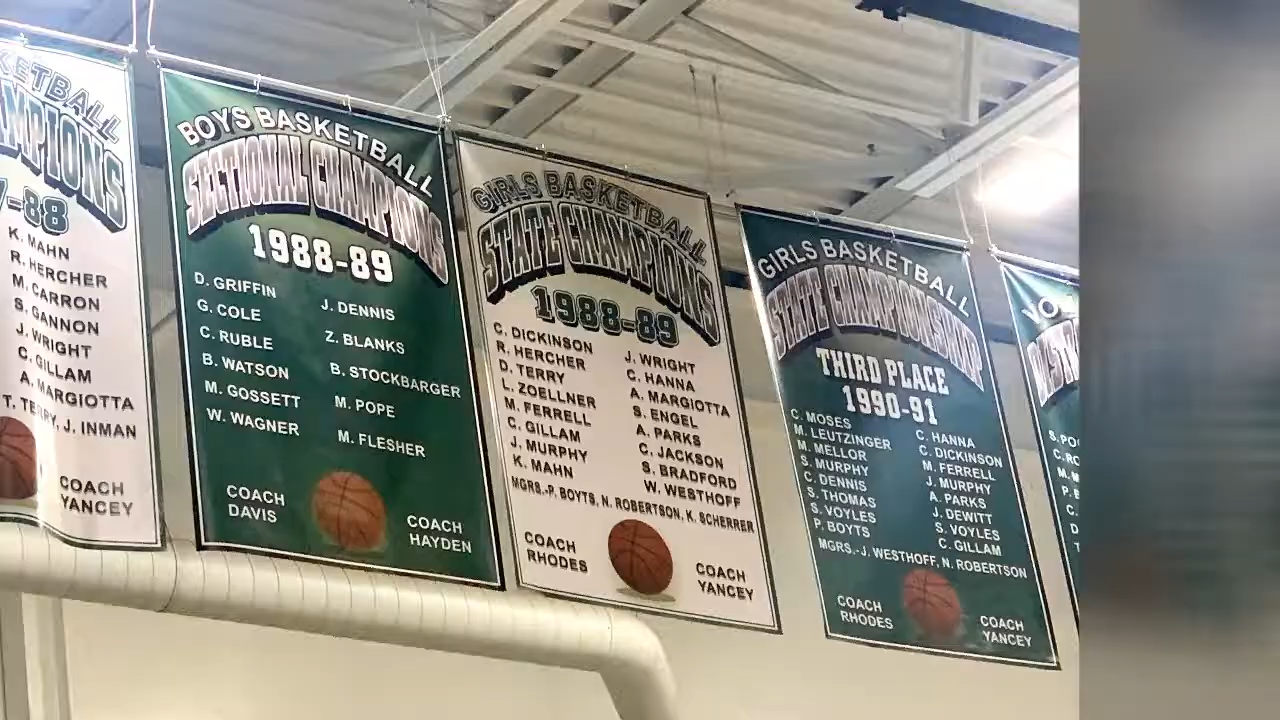 KETBALL
MPIONS
7-88
K. MAHN
R. HERCHER
M. CARRON
S. GANNON
J. WRIGHT
C. GILLAM
A. MARGIOTTA
T. TERRY, J. INMAN
COACH
YANCEY
BOYS BASKETBALL
SECTIONAL CHAMPIONS
1988-89
D. GRIFFIN
G. COLE
C. RUBLE
B. WATSON
M. GOSSETT
W. WAGNER
J. DENNIS
Z. BLANKS
B. STOCKBARGER
M. POPE
M. FLESHER
COACH
DAVIS
COACH
HAYDEN
GIRLS BASKETBALL
STATE CHAMPIONS
1988-89
C. DICKINSON
R. HERCHER
D. TERRY
L. ZOELLNER
M. FERRELL
C. GILLAM
J. MURPHY
K. MAHN
J. WRIGHT
C. HANNA
A. MARGIOTTA
S. ENGEL
A. PARKS
C. JACKSON
S. BRADFORD
W. WESTHOFF
MGRS.-P. BOYTS, N. ROBERTSON, K. SCHERRER
COACH
RHODES
COACH
YANCEY
GIRLS BASKETBALL
STATE CHAMPIONSHIP
THIRD PLACE
1990-91
C. MOSES
M. LEUTZINGER
M. MELLOR
S. MURPHY
C. DENNIS
S. THOMAS
S. VOYLES
P. BOYTS
C. HANNA
C. DICKINSON
M. FERRELL
J. MURPHY
A. PARKS
J. DEWITT
S. VOYLES
C. GILLAM
MGRS.-J. WESTHOFF, N. ROBERTSON
COACH
RHODES
COACH
YANCEY